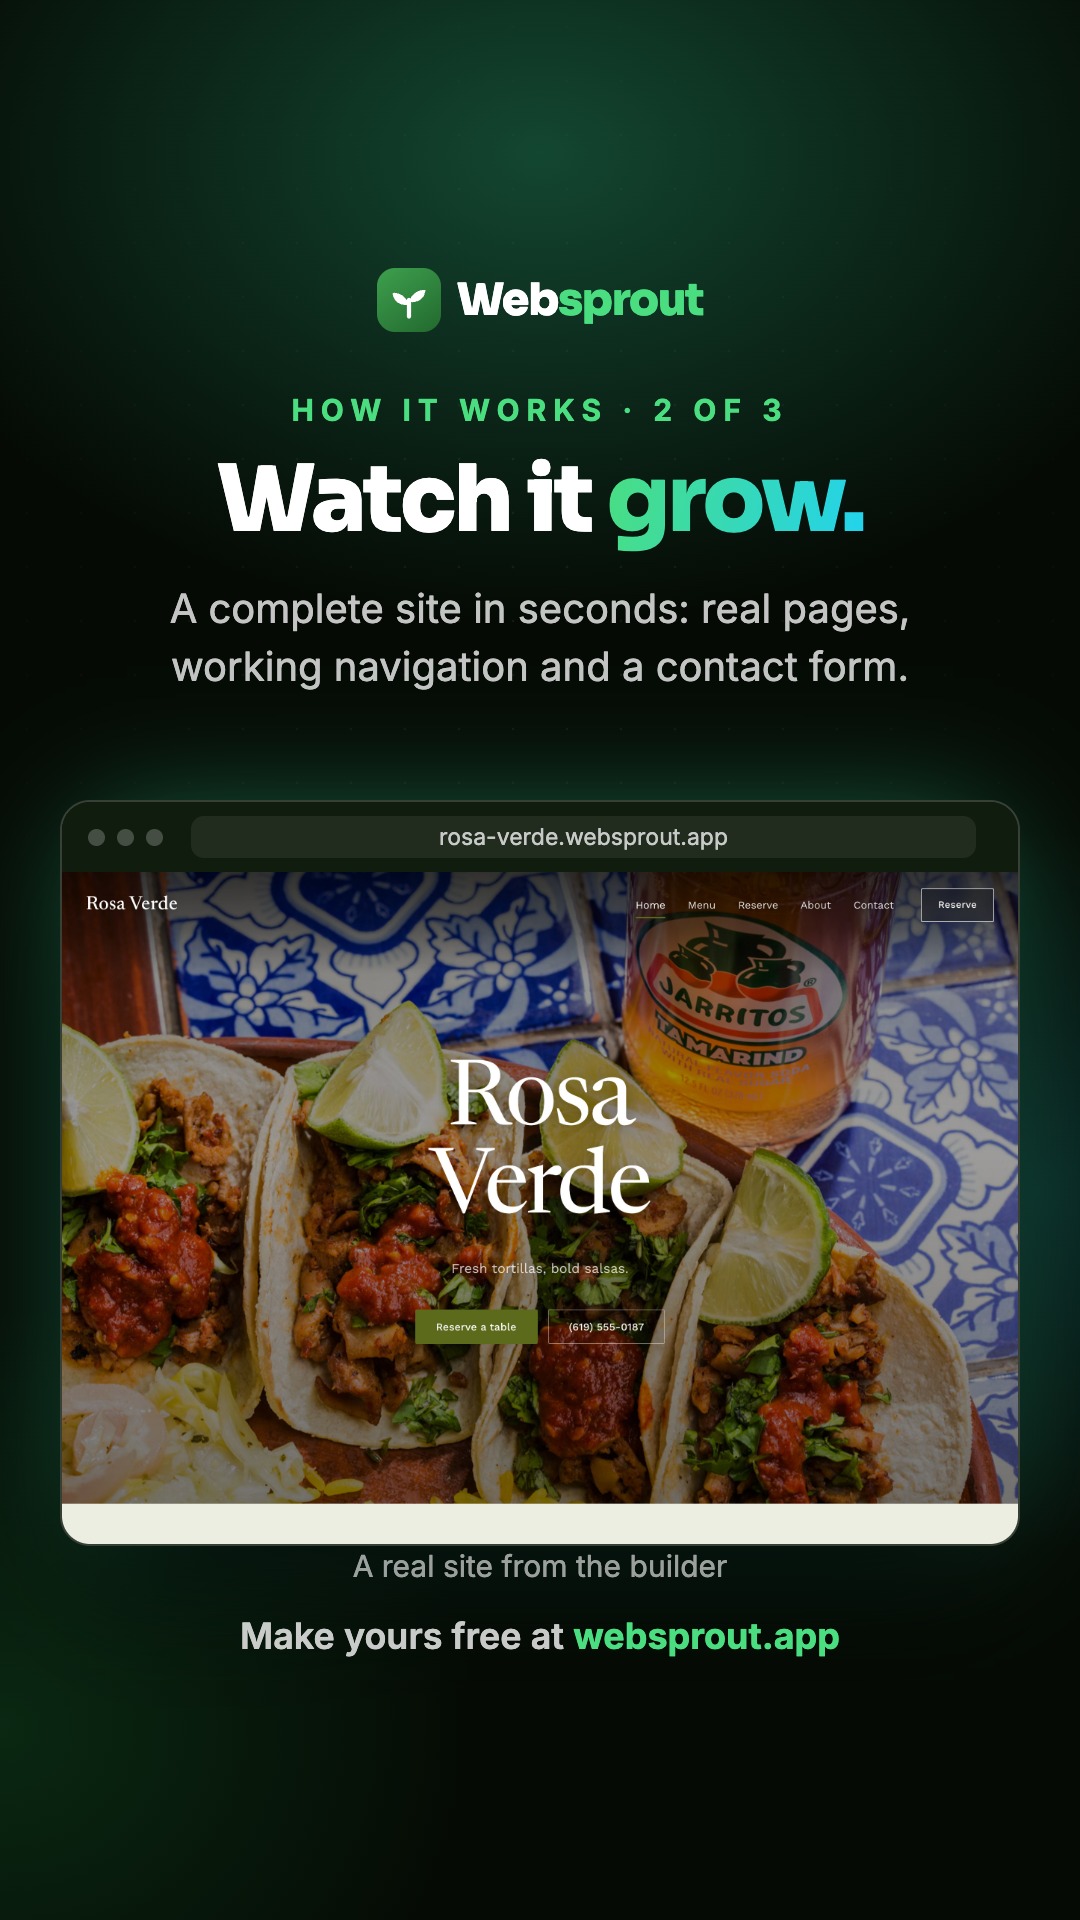 Websprout
HOW IT WORKS · 2 OF 3
Watch it grow.
A complete site in seconds: real pages,
working navigation and a contact form.
rosa-verde.websprout.app
Rosa Verde
Home Menu Reserve About Contact Reserve
JARRITOS®
TAMARIND
Rosa
Verde
Fresh tortillas, bold salsas.
Reserve a table (619) 555-0187
A real site from the builder
Make yours free at websprout.app